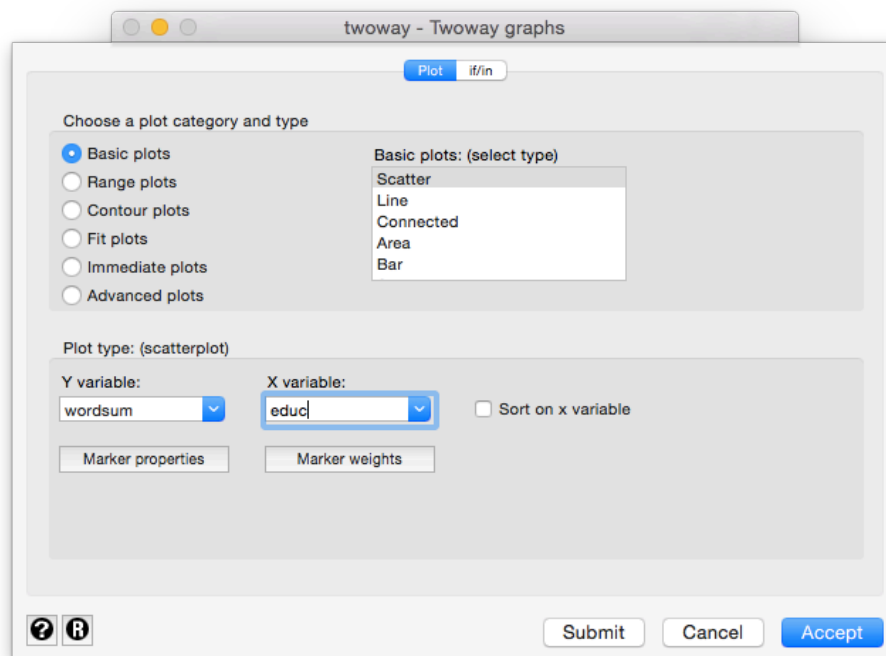 twoway - Twoway graphs
Plot if/in
Choose a plot category and type
Basic plots
Range plots
Contour plots
Fit plots
Immediate plots
Advanced plots
Basic plots: (select type)
Scatter
Line
Connected
Area
Bar
Plot type: (scatterplot)
Y variable: X variable:
wordsum educ Sort on x variable
Marker properties Marker weights
? R Submit Cancel Accept